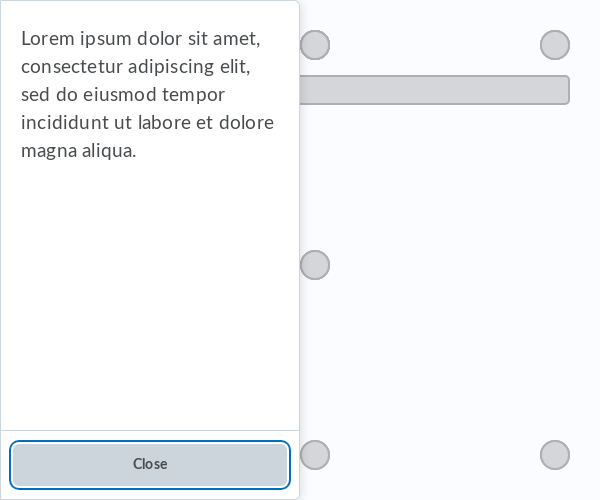 Lorem ipsum dolor sit amet,
consectetur adipiscing elit,
sed do eiusmod tempor
incididunt ut labore et dolore
magna aliqua.
Close